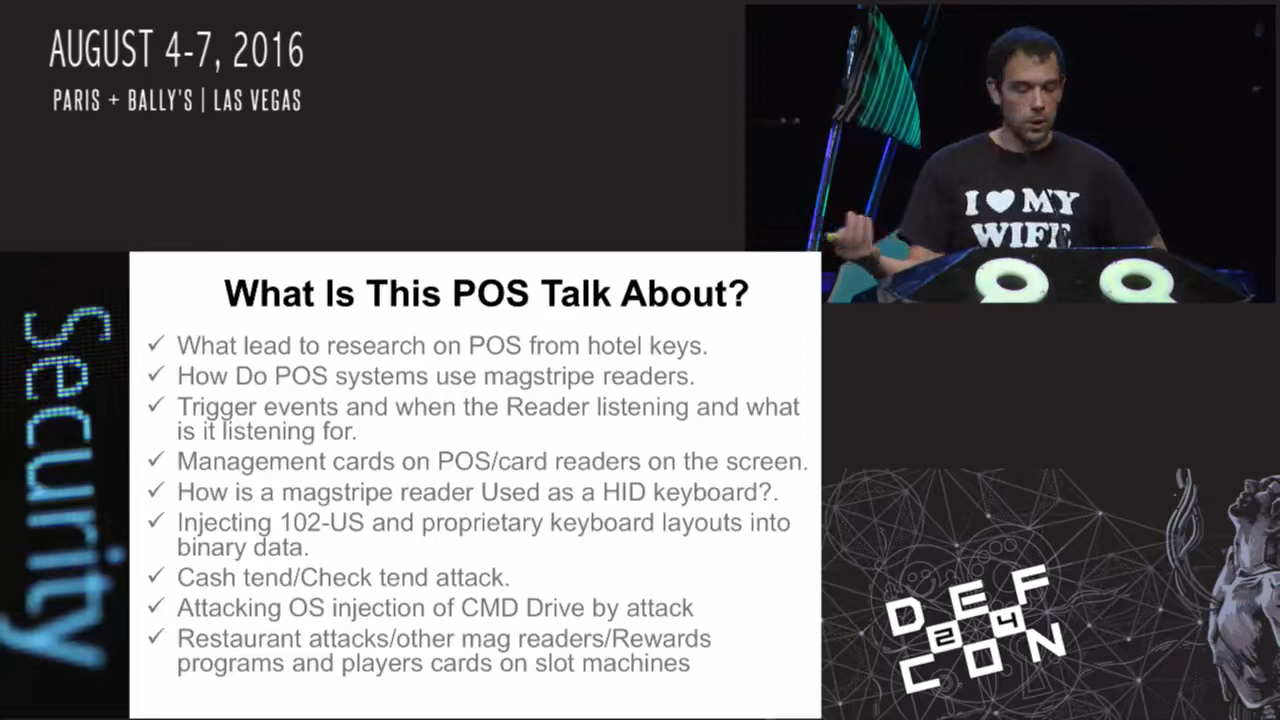 AUGUST 4-7, 2016
PARIS + BALLY'S | LAS VEGAS
I ♥ MY
WIFE
Security
What Is This POS Talk About?
✓ What lead to research on POS from hotel keys.
✓ How Do POS systems use magstripe readers.
✓ Trigger events and when the Reader listening and what
is it listening for.
✓ Management cards on POS/card readers on the screen.
✓ How is a magstripe reader Used as a HID keyboard?.
✓ Injecting 102-US and proprietary keyboard layouts into
binary data.
✓ Cash tend/Check tend attack.
✓ Attacking OS injection of CMD Drive by attack
✓ Restaurant attacks/other mag readers/Rewards
programs and players cards on slot machines
DEF
24
CON